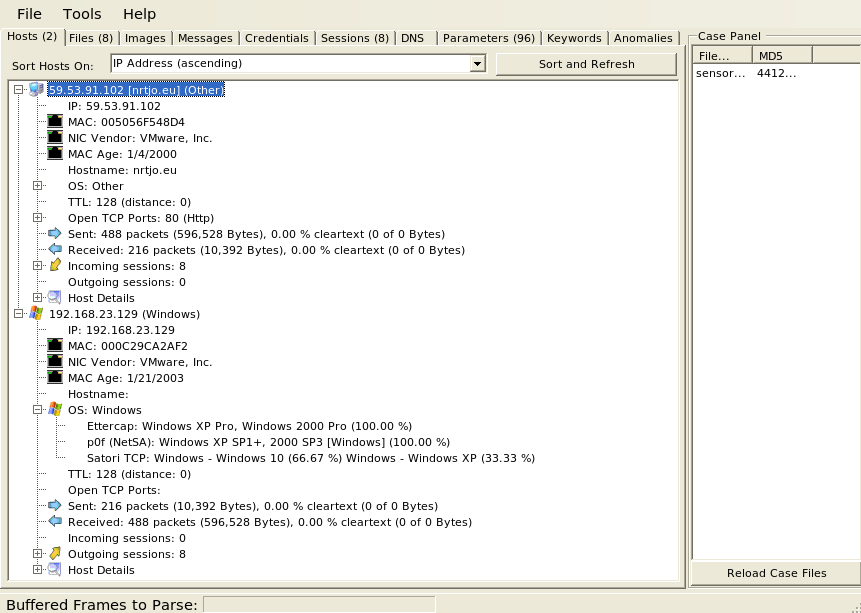 File Tools Help
Hosts (2) Files (8) Images Messages Credentials Sessions (8) DNS Parameters (96) Keywords Anomalies
Sort Hosts On: IP Address (ascending) Sort and Refresh
59.53.91.102 [nrtjo.eu] (Other)
IP: 59.53.91.102
MAC: 005056F548D4
NIC Vendor: VMware, Inc.
MAC Age: 1/4/2000
Hostname: nrtjo.eu
OS: Other
TTL: 128 (distance: 0)
Open TCP Ports: 80 (Http)
Sent: 488 packets (596,528 Bytes), 0.00 % cleartext (0 of 0 Bytes)
Received: 216 packets (10,392 Bytes), 0.00 % cleartext (0 of 0 Bytes)
Incoming sessions: 8
Outgoing sessions: 0
Host Details
192.168.23.129 (Windows)
IP: 192.168.23.129
MAC: 000C29CA2AF2
NIC Vendor: VMware, Inc.
MAC Age: 1/21/2003
Hostname:
OS: Windows
Ettercap: Windows XP Pro, Windows 2000 Pro (100.00 %)
p0f (NetSA): Windows XP SP1+, 2000 SP3 [Windows] (100.00 %)
Satori TCP: Windows - Windows 10 (66.67 %) Windows - Windows XP (33.33 %)
TTL: 128 (distance: 0)
Open TCP Ports:
Sent: 216 packets (10,392 Bytes), 0.00 % cleartext (0 of 0 Bytes)
Received: 488 packets (596,528 Bytes), 0.00 % cleartext (0 of 0 Bytes)
Incoming sessions: 0
Outgoing sessions: 8
Host Details
Case Panel
File... MD5
sensor... 4412...
Reload Case Files
Buffered Frames to Parse: